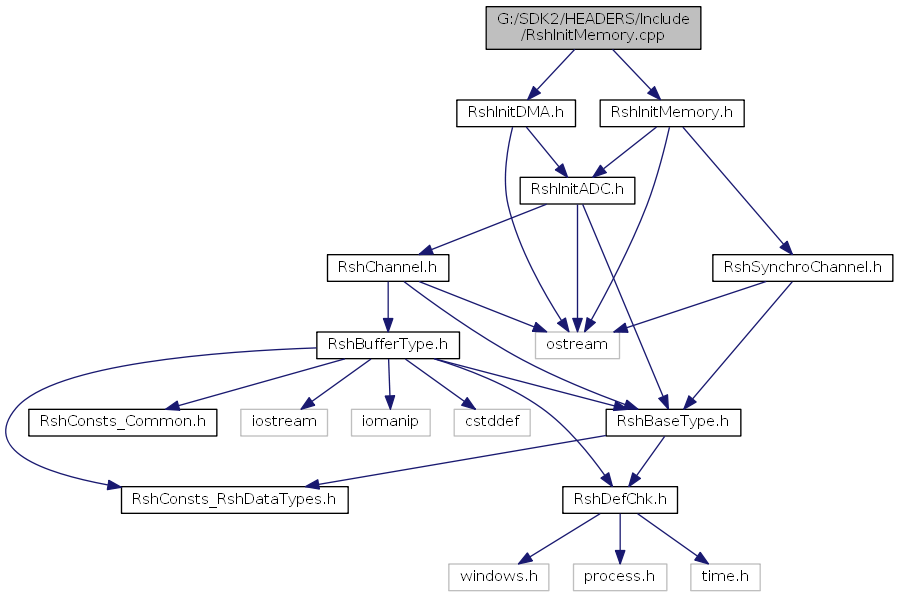 G:/SDK2/HEADERS/Include
/RshInitMemory.cpp
RshInitDMA.h
RshInitMemory.h
RshInitADC.h
RshChannel.h
RshSynchroChannel.h
RshBufferType.h
ostream
RshConsts_Common.h
iostream
iomanip
cstddef
RshBaseType.h
RshConsts_RshDataTypes.h
RshDefChk.h
windows.h
process.h
time.h